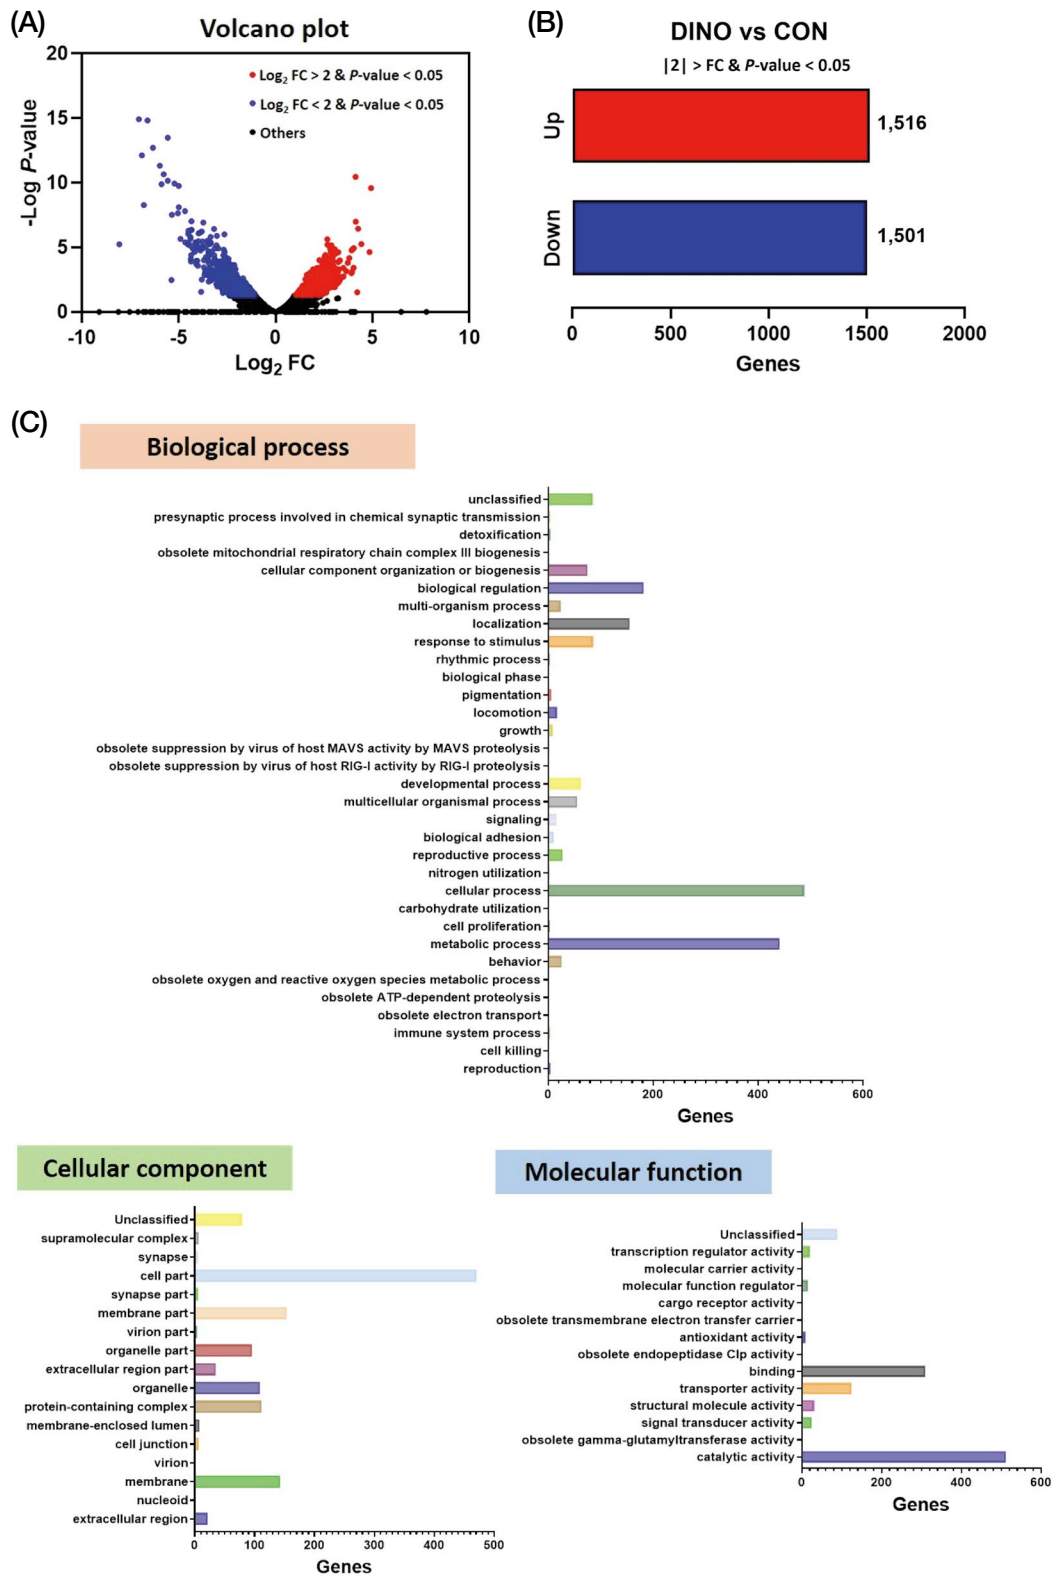 (A)
Volcano plot
Log2 FC > 2 & P-value < 0.05
Log2 FC < 2 & P-value < 0.05
Others
-Log P-value
20
15
10
5
0
-10 -5 0 5 10
Log2 FC
(B)
DINO vs CON
|2| > FC & P-value < 0.05
Up
1,516
Down
1,501
0 500 1000 1500 2000
Genes
(C)
Biological process
unclassified
presynaptic process involved in chemical synaptic transmission
detoxification
obsolete mitochondrial respiratory chain complex III biogenesis
cellular component organization or biogenesis
biological regulation
multi-organism process
localization
response to stimulus
rhythmic process
biological phase
pigmentation
locomotion
growth
obsolete suppression by virus of host MAVS activity by MAVS proteolysis
obsolete suppression by virus of host RIG-I activity by RIG-I proteolysis
developmental process
multicellular organismal process
signaling
biological adhesion
reproductive process
nitrogen utilization
cellular process
carbohydrate utilization
cell proliferation
metabolic process
behavior
obsolete oxygen and reactive oxygen species metabolic process
obsolete ATP-dependent proteolysis
obsolete electron transport
immune system process
cell killing
reproduction
0 200 400 600
Genes
Cellular component
Unclassified
supramolecular complex
synapse
cell part
synapse part
membrane part
virion part
organelle part
extracellular region part
organelle
protein-containing complex
membrane-enclosed lumen
cell junction
virion
membrane
nucleoid
extracellular region
0 100 200 300 400 500
Genes
Molecular function
Unclassified
transcription regulator activity
molecular carrier activity
molecular function regulator
cargo receptor activity
obsolete transmembrane electron transfer carrier
antioxidant activity
obsolete endopeptidase Clp activity
binding
transporter activity
structural molecule activity
signal transducer activity
obsolete gamma-glutamyltransferase activity
catalytic activity
0 200 400 600
Genes